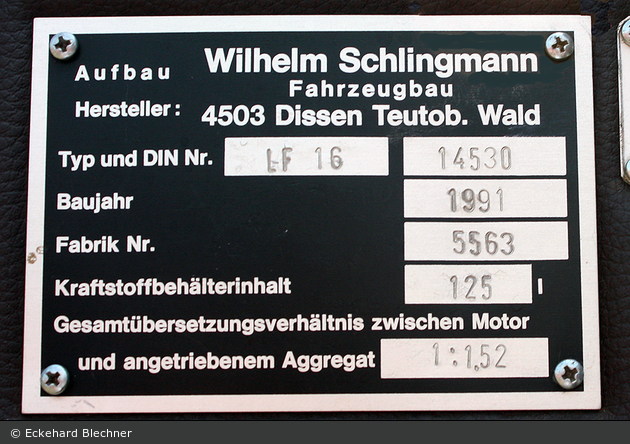 Aufbau Wilhelm Schlingmann
Fahrzeugbau
Hersteller: 4503 Dissen Teutob. Wald
Typ und DIN Nr. LF 16 14530
Baujahr 1991
Fabrik Nr. 5563
Kraftstoffbehälterinhalt 125 l
Gesamtübersetzungsverhältnis zwischen Motor
und angetriebenem Aggregat 1:1,52
© Eckehard Blechner